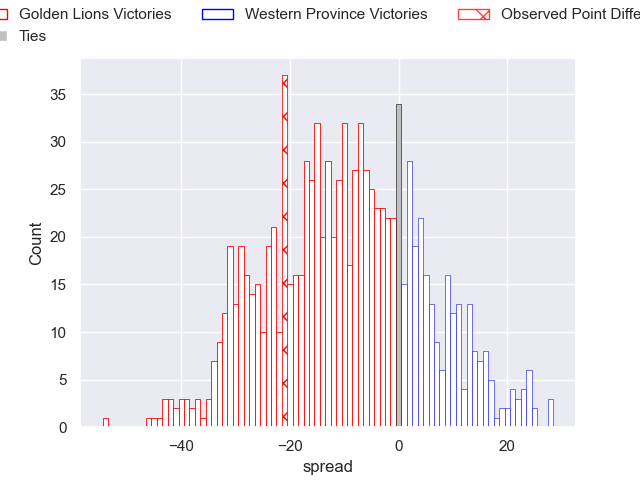 Golden Lions Victories Western Province Victories Observed Point
Ties
35
30
25
20
15
10
5
0
Count
−40 −20 0 20
spread